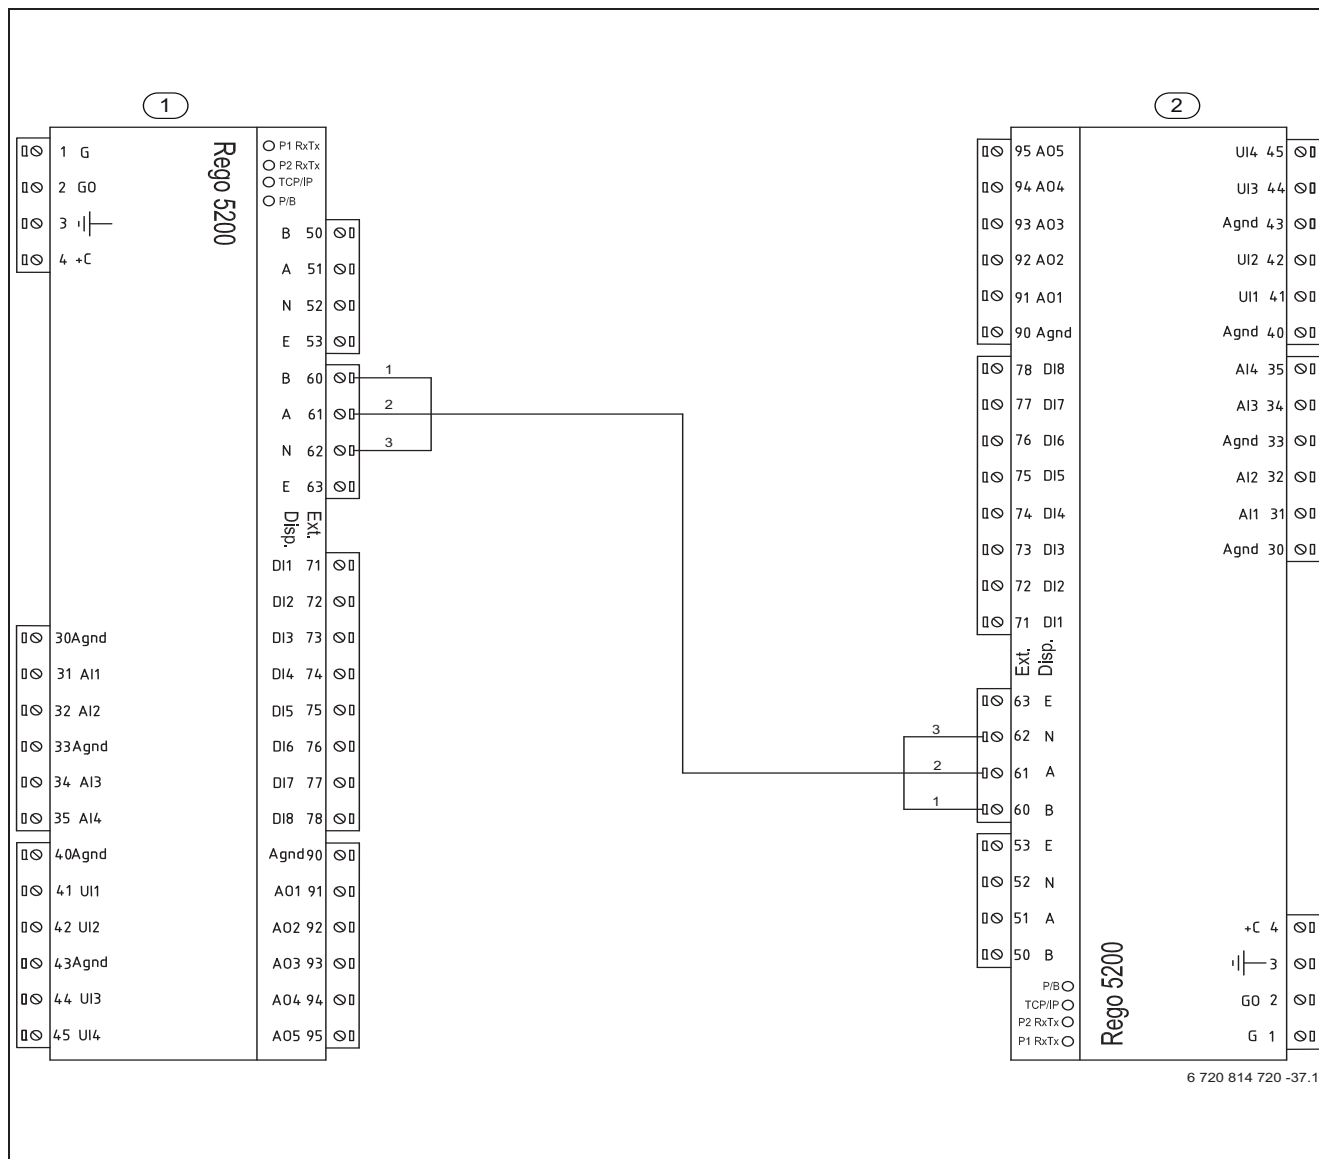 1
1 G
2 G0
3
4 +C
Rego 5200
P1 RxTx
P2 RxTx
TCP/IP
P/B
B 50
A 51
N 52
E 53
B 60
A 61
N 62
E 63
1
2
3
Ext.
Disp.
DI1 71
DI2 72
DI3 73
DI4 74
DI5 75
DI6 76
DI7 77
DI8 78
Agnd 90
AO1 91
AO2 92
AO3 93
AO4 94
AO5 95
30 Agnd
31 AI1
32 AI2
33 Agnd
34 AI3
35 AI4
40 Agnd
41 UI1
42 UI2
43 Agnd
44 UI3
45 UI4
2
95 AO5
94 AO4
93 AO3
92 AO2
91 AO1
90 Agnd
78 DI8
77 DI7
76 DI6
75 DI5
74 DI4
73 DI3
72 DI2
71 DI1
Ext.
Disp.
63 E
62 N
61 A
60 B
3
2
1
53 E
52 N
51 A
50 B
P/B
TCP/IP
P2 RxTx
P1 RxTx
Rego 5200
UI4 45
UI3 44
Agnd 43
UI2 42
UI1 41
Agnd 40
AI4 35
AI3 34
Agnd 33
AI2 32
AI1 31
Agnd 30
+C 4
3
G0 2
G 1
6 720 814 720 -37.1